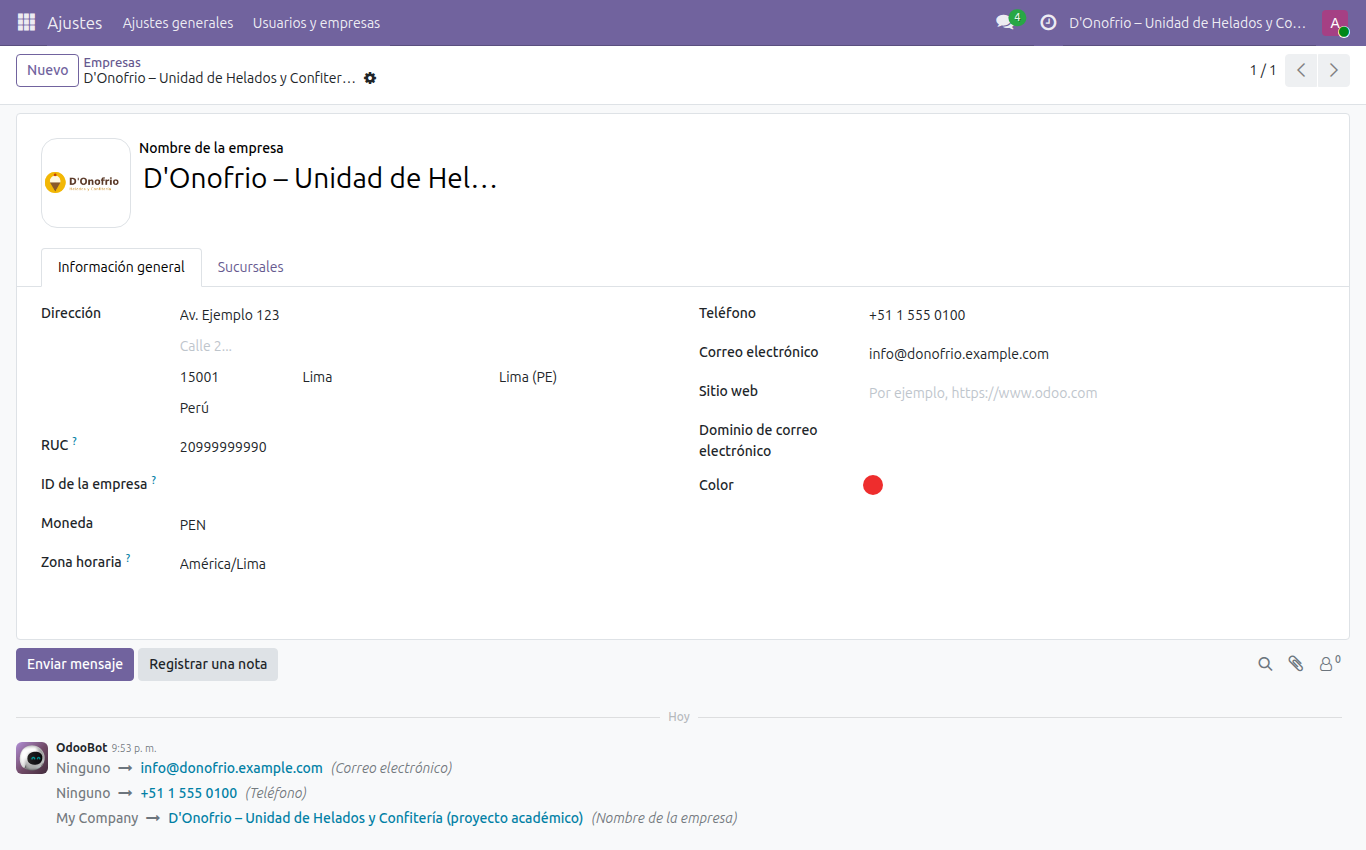 Ajustes Ajustes generales Usuarios y empresas 4 D'Onofrio – Unidad de Helados y Co... A
Nuevo
Empresas
D'Onofrio – Unidad de Helados y Confiter... 1 / 1
Nombre de la empresa
D'Onofrio
D'Onofrio – Unidad de Hel...
Información general Sucursales
Dirección Av. Ejemplo 123
Calle 2...
15001 Lima Lima (PE)
Perú
RUC ? 20999999990
ID de la empresa ?
Moneda PEN
Zona horaria ? América/Lima
Teléfono +51 1 555 0100
Correo electrónico info@donofrio.example.com
Sitio web Por ejemplo, https://www.odoo.com
Dominio de correo
electrónico
Color
Enviar mensaje Registrar una nota 0
Hoy
OdooBot 9:53 p. m.
Ninguno → info@donofrio.example.com (Correo electrónico)
Ninguno → +51 1 555 0100 (Teléfono)
My Company → D'Onofrio – Unidad de Helados y Confitería (proyecto académico) (Nombre de la empresa)